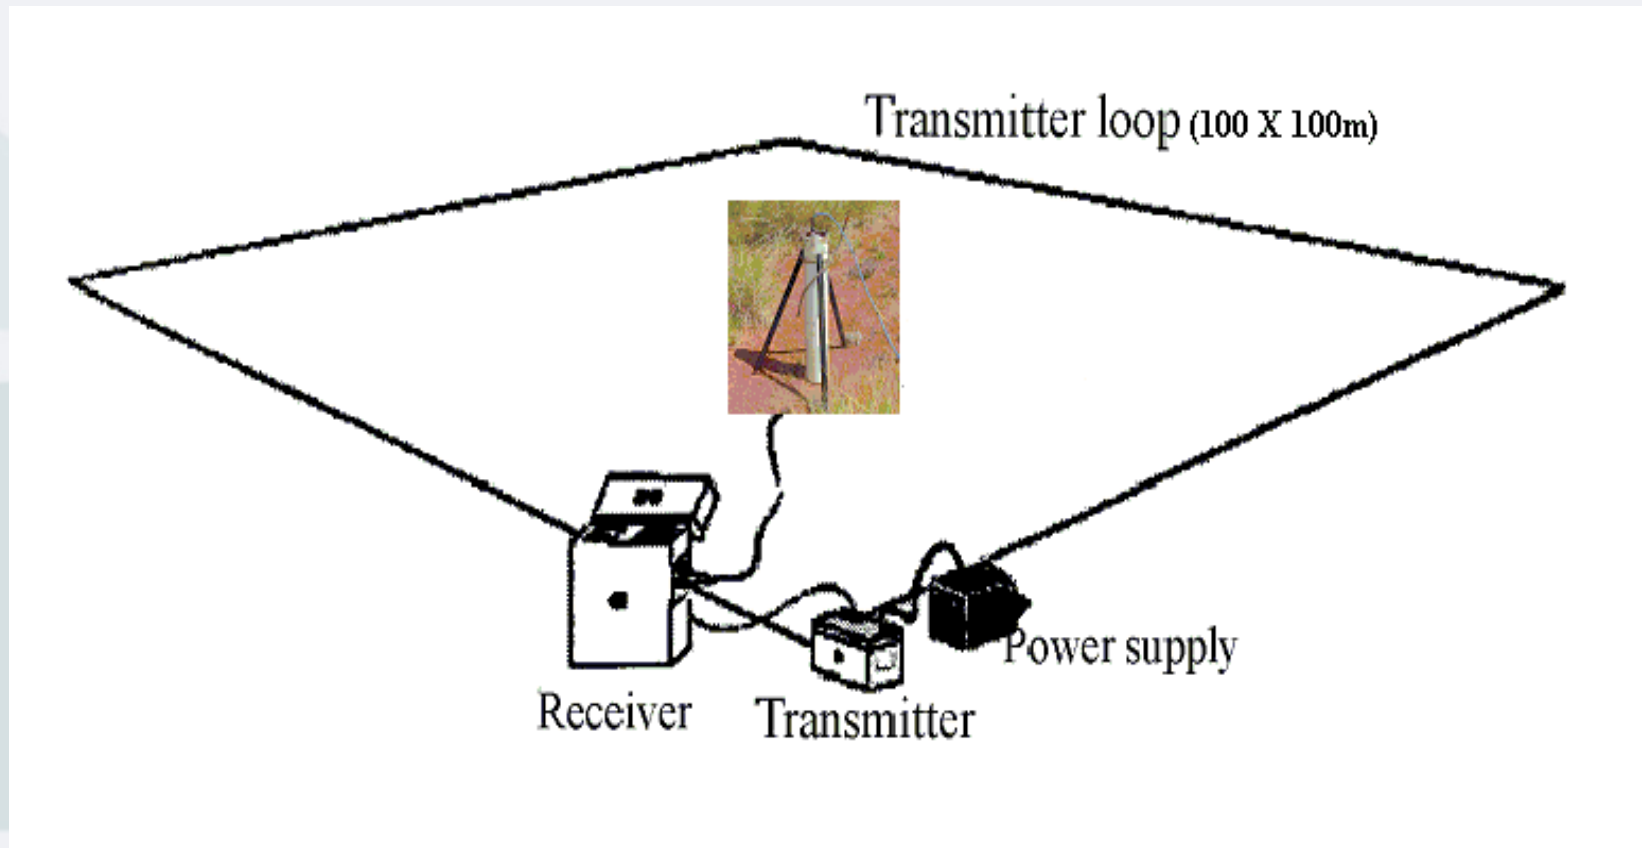 Transmitter loop (100 X 100m)
Power supply
Receiver
Transmitter